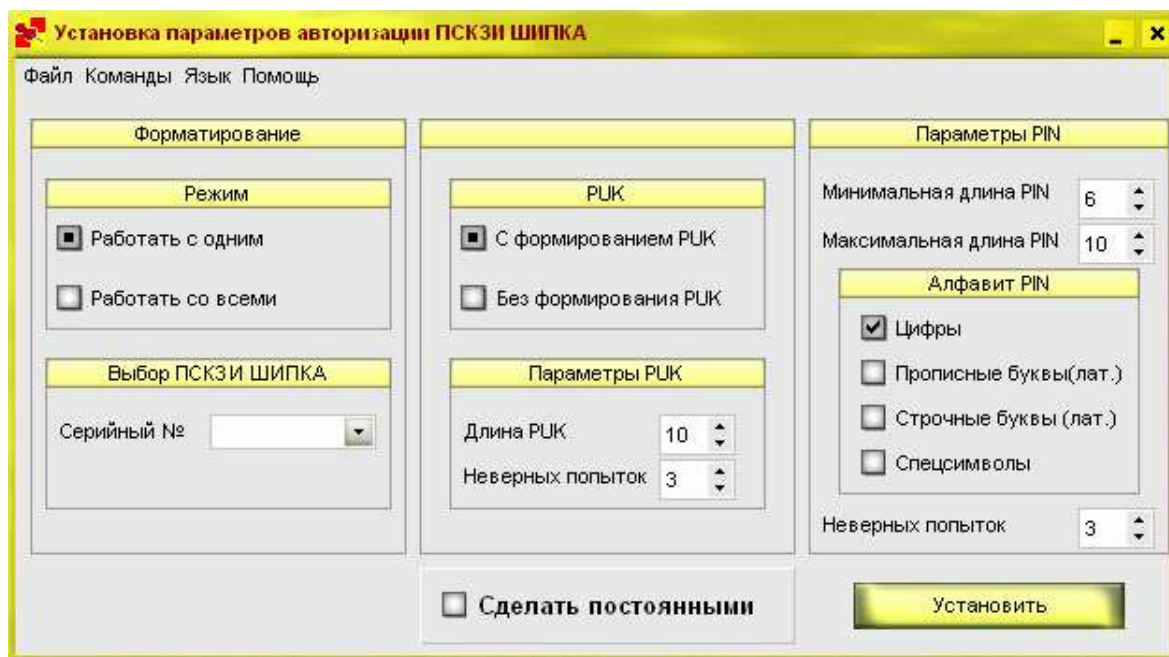 Установка параметров авторизации ПСКЗИ ШИПКА
Файл Команды Язык Помощь
Форматирование
Режим
Работать с одним
Работать со всеми
Выбор ПСКЗИ ШИПКА
Серийный №
PUK
С формированием PUK
Без формирования PUK
Параметры PUK
Длина PUK 10
Неверных попыток 3
Сделать постоянными
Параметры PIN
Минимальная длина PIN 6
Максимальная длина PIN 10
Алфавит PIN
Цифры
Прописные буквы(лат.)
Строчные буквы (лат.)
Спецсимволы
Неверных попыток 3
Установить